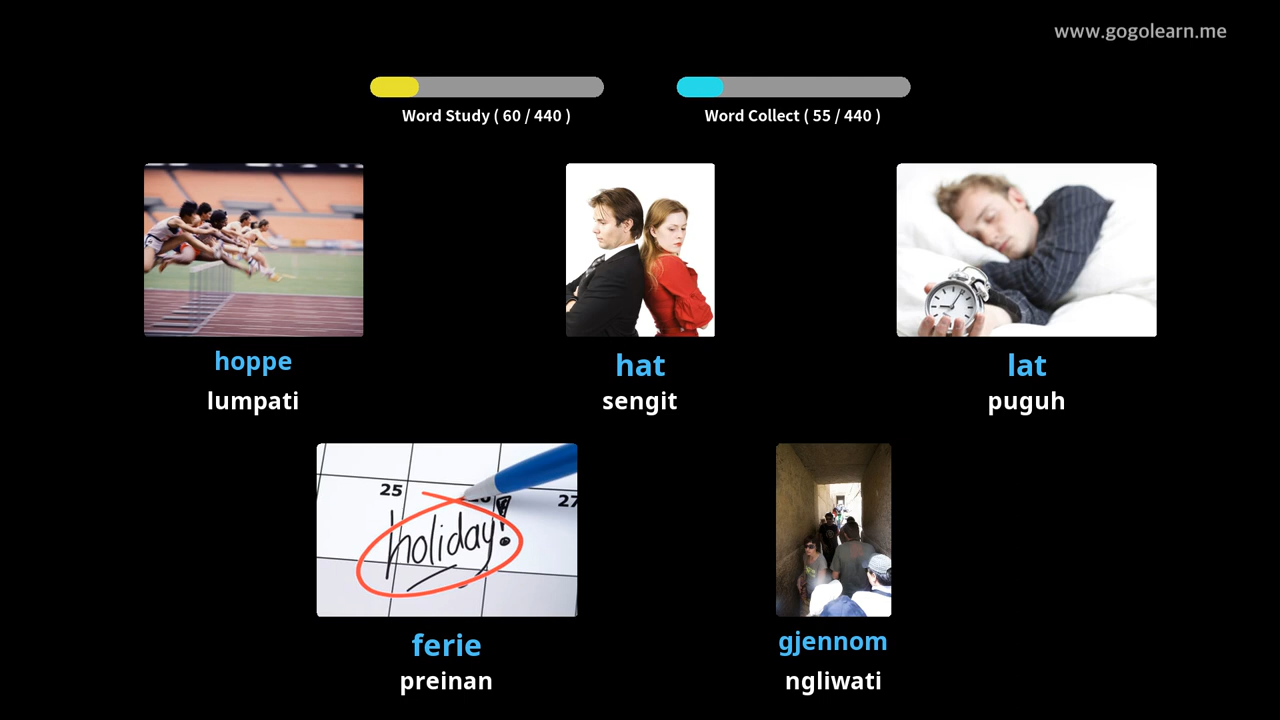 www.gogolearn.me
Word Study ( 60 / 440 )
Word Collect ( 55 / 440 )
hoppe
lumpati
hat
sengit
lat
puguh
25
27
holiday!
ferie
preinan
gjennom
ngliwati